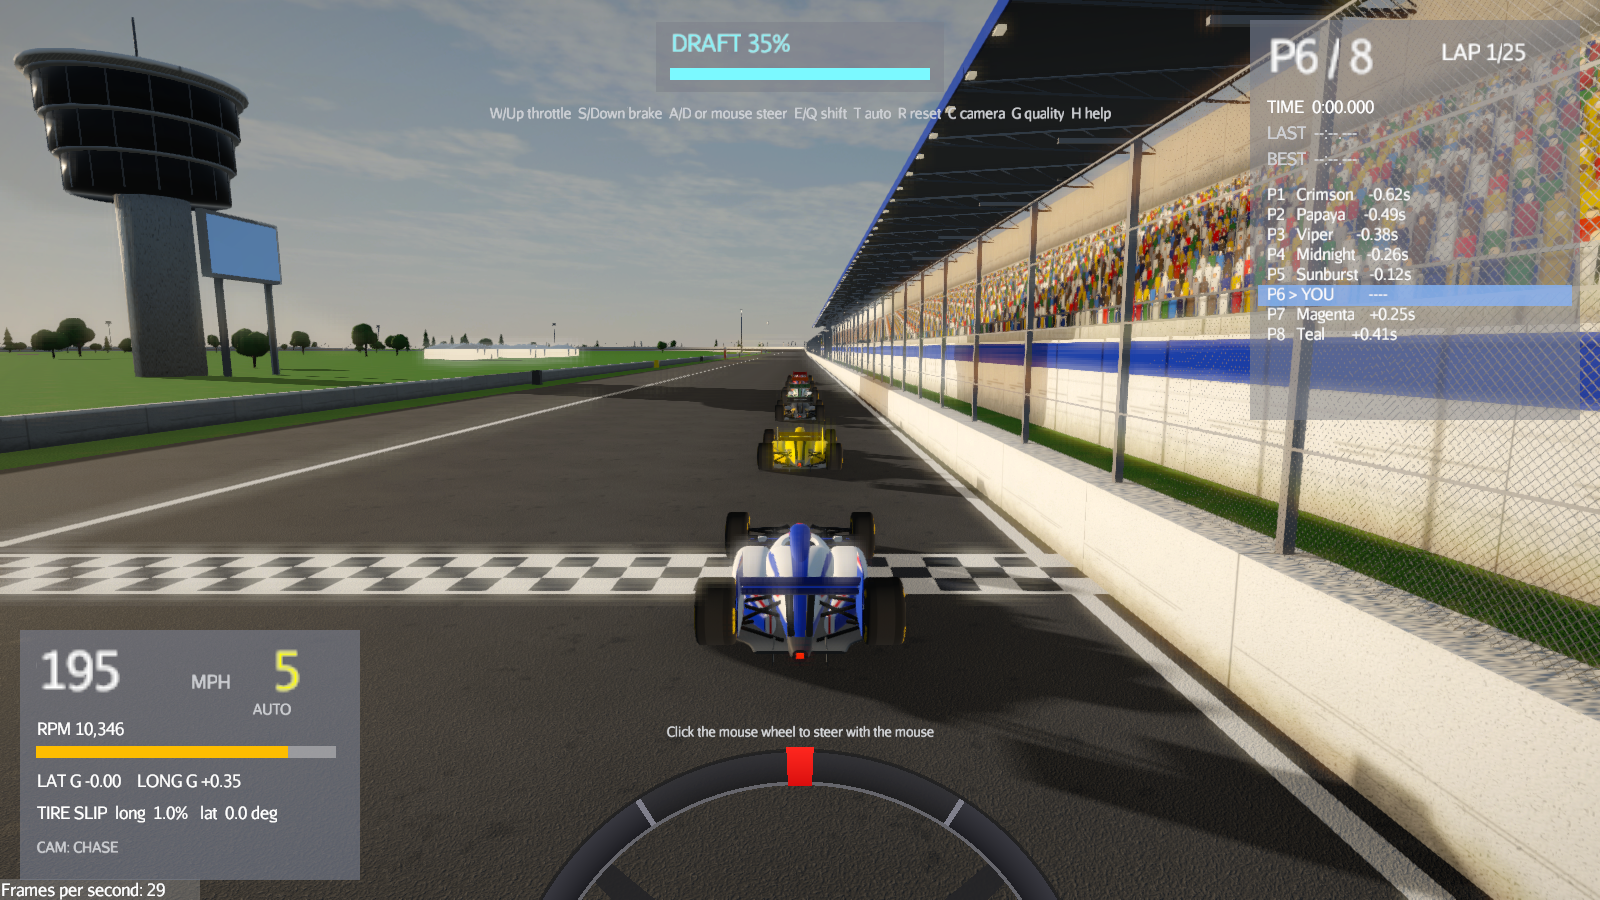 DRAFT 35%
W/Up throttle  S/Down brake  A/D or mouse steer  E/Q shift  T auto  R reset  C camera  G quality  H help
P6 / 8
LAP 1/25
TIME  0:00.000
LAST  --:--.---
BEST  --:--.---
P1  Crimson  -0.62s
P2  Papaya  -0.49s
P3  Viper  -0.38s
P4  Midnight  -0.26s
P5  Sunburst  -0.12s
P6 > YOU  ----
P7  Magenta  +0.25s
P8  Teal  +0.41s
195 MPH 5
AUTO
RPM 10,346
LAT G -0.00  LONG G +0.35
TIRE SLIP  long  1.0%  lat  0.0 deg
CAM: CHASE
Click the mouse wheel to steer with the mouse
Frames per second: 29